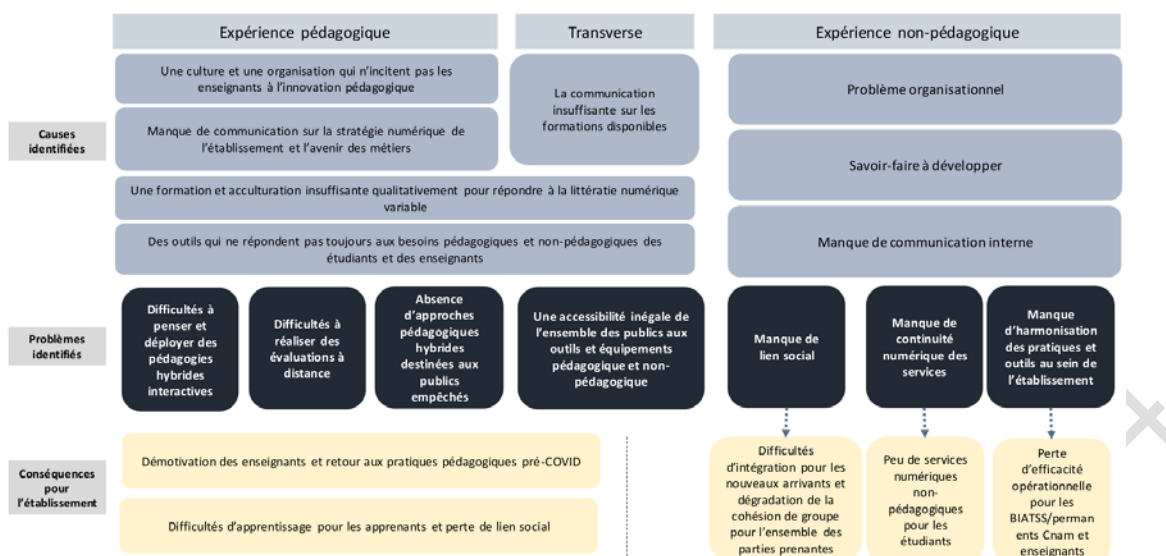 Expérience pédagogique
Transverse
Expérience non-pédagogique
Causes
identifiées
Une culture et une organisation qui n'incitent pas les
enseignants à l'innovation pédagogique
Manque de communication sur la stratégie numérique de
l'établissement et l'avenir des métiers
La communication
insuffisante sur les
formations disponibles
Une formation et acculturation insuffisante qualitativement pour répondre à la littératie numérique
variable
Des outils qui ne répondent pas toujours aux besoins pédagogiques et non-pédagogiques des
étudiants et des enseignants
Problème organisationnel
Savoir-faire à développer
Manque de communication interne
Problèmes
identifiés
Difficultés à
penser et
déployer des
pédagogies
hybrides
interactives
Difficultés à
réaliser des
évaluations à
distance
Absence
d'approches
pédagogiques
hybrides
destinées aux
publics
empêchés
Une accessibilité inégale de
l'ensemble des publics aux
outils et équipements
pédagogique et non-
pédagogique
Manque de
lien social
Manque de
continuité
numérique des
services
Manque
d'harmonisation
des pratiques et
outils au sein de
l'établissement
Conséquences
pour
l'établissement
Démotivation des enseignants et retour aux pratiques pédagogiques pré-COVID
Difficultés d'apprentissage pour les apprenants et perte de lien social
Difficultés
d'intégration pour les
nouveaux arrivants et
dégradation de la
cohésion de groupe
pour l'ensemble des
parties prenantes
Peu de services
numériques
non-
pédagogiques
pour les
étudiants
Perte
d'efficacité
opérationnelle
pour les
BIATSS/perman
ents Cnam et
enseignants